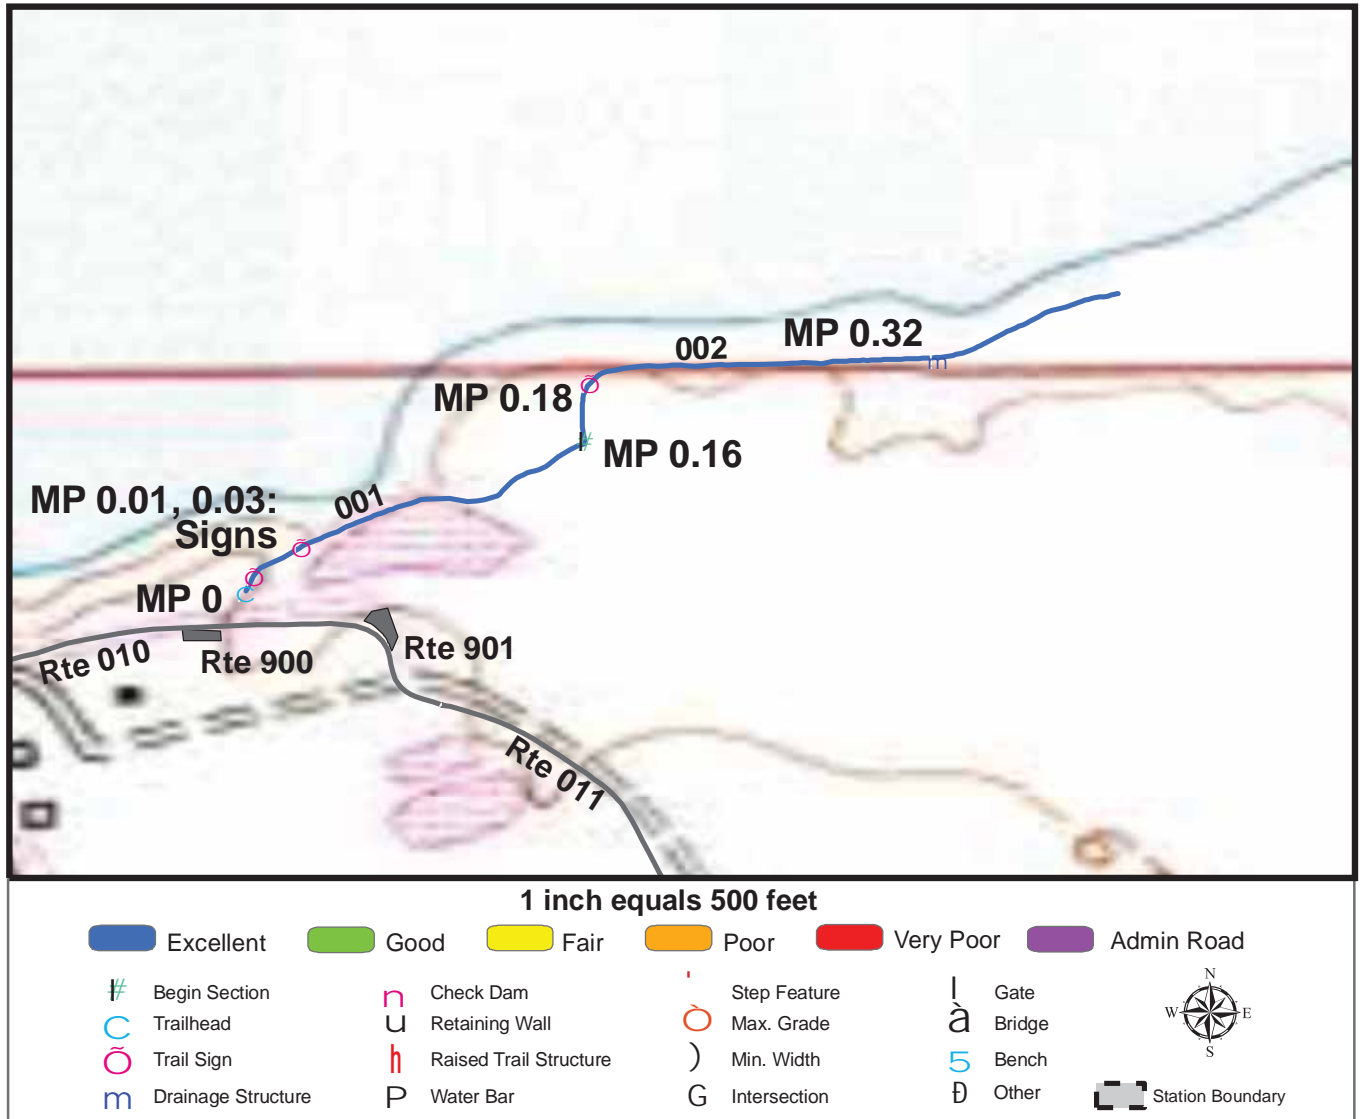 MP 0.32
002
MP 0.18
MP 0.16
MP 0.01, 0.03:
Signs
001
MP 0
Rte 010
Rte 900
Rte 901
Rte 011
1 inch equals 500 feet
Excellent Good Fair Poor Very Poor Admin Road
Begin Section n Check Dam ' Step Feature I Gate
C Trailhead u Retaining Wall Ò Max. Grade à Bridge
Õ Trail Sign h Raised Trail Structure ) Min. Width 5 Bench
m Drainage Structure P Water Bar G Intersection Đ Other Station Boundary
N
W E
S